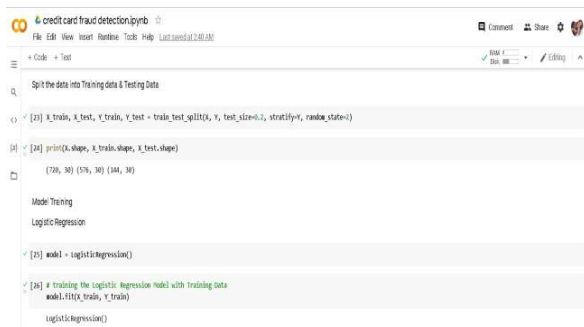 credit card fraud detection.ipynb
File Edit View Insert Runtime Tools Help Last saved at 2:40 AM
Comment Share
+ Code + Text
RAM
Disk
Editing
Split the data into Training data & Testing Data
[23] X_train, X_test, Y_train, Y_test = train_test_split(X, Y, test_size=0.2, stratify=Y, random_state=2)
[24] print(X.shape, X_train.shape, X_test.shape)
(720, 30) (576, 30) (144, 30)
Model Training
Logistic Regression
[25] model = LogisticRegression()
[26] # training the Logistic Regression Model with Training Data
model.fit(X_train, Y_train)
LogisticRegression()